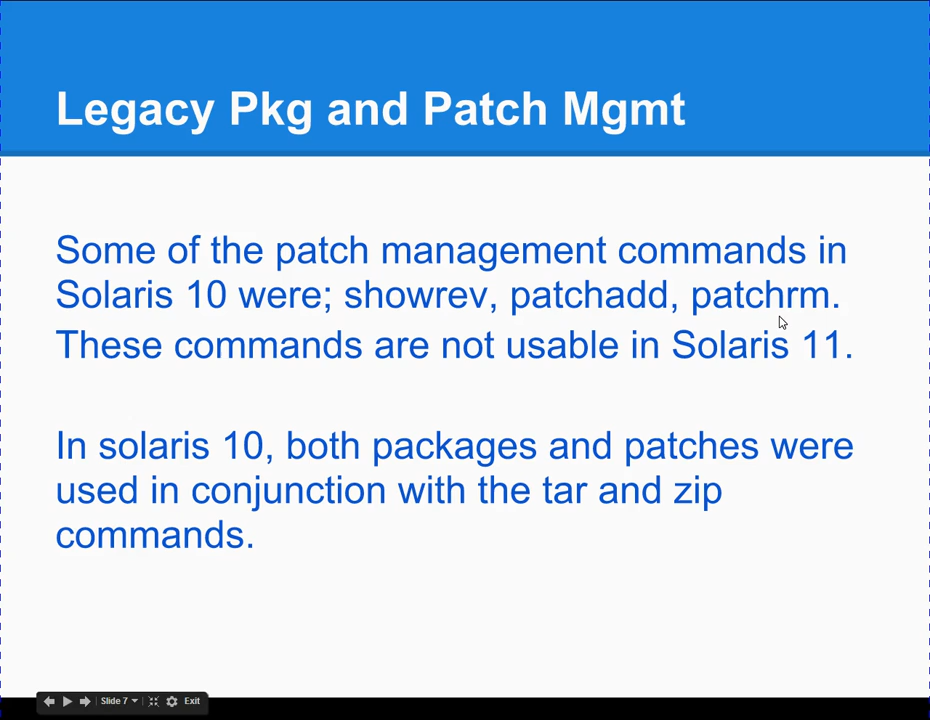 Legacy Pkg and Patch Mgmt
Some of the patch management commands in
Solaris 10 were; showrev, patchadd, patchrm.
These commands are not usable in Solaris 11.
In solaris 10, both packages and patches were
used in conjunction with the tar and zip
commands.
Slide 7 Exit